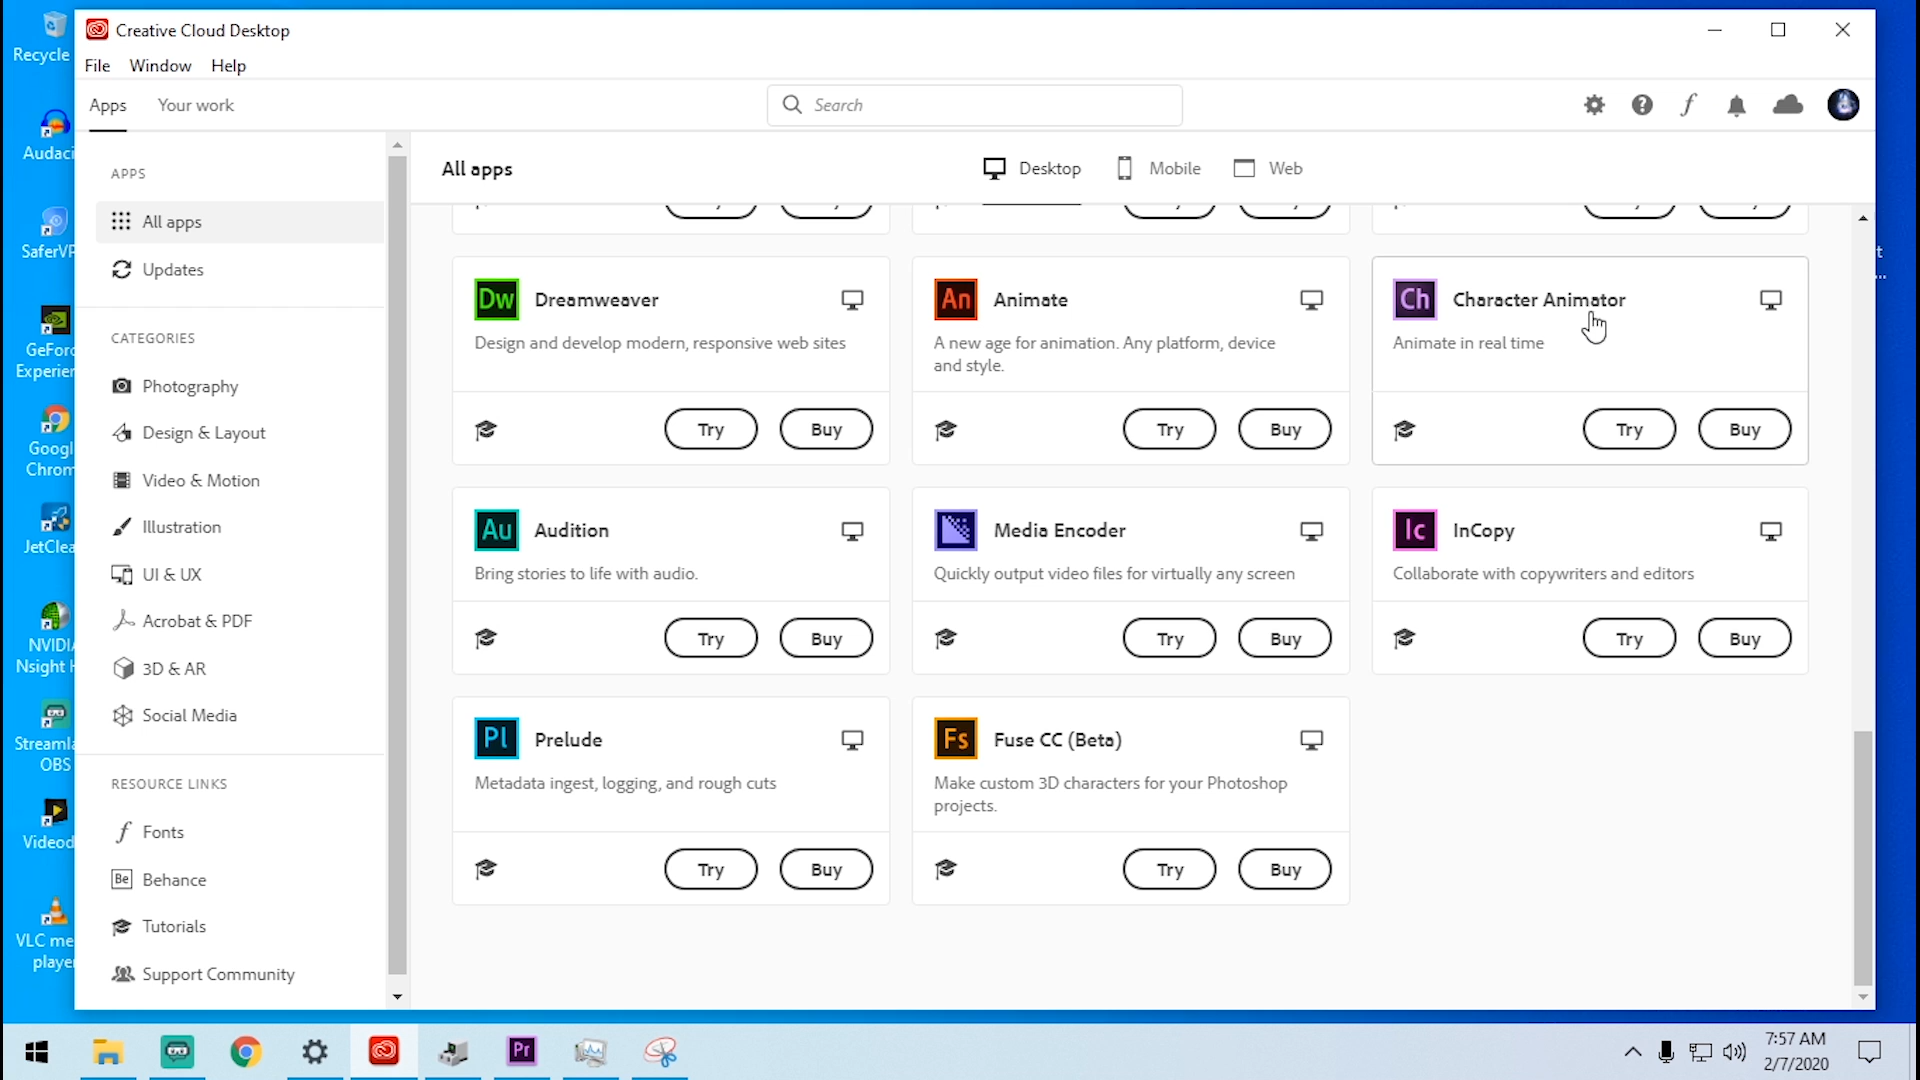 Recycle
Audaci
SaferVP
GeForc
Experien
Googl
Chrom
JetClea
NVIDIA
Nsight H
Streamla
OBS
Videod
VLC me
player
Creative Cloud Desktop
File Window Help
Apps Your work
Search
APPS
All apps
Updates
CATEGORIES
Photography
Design & Layout
Video & Motion
Illustration
UI & UX
Acrobat & PDF
3D & AR
Social Media
RESOURCE LINKS
Fonts
Be Behance
Tutorials
Support Community
All apps
Desktop Mobile Web
Dw Dreamweaver
Design and develop modern, responsive web sites
Try Buy
An Animate
A new age for animation. Any platform, device
and style.
Try Buy
Ch Character Animator
Animate in real time
Try Buy
Au Audition
Bring stories to life with audio.
Try Buy
Media Encoder
Quickly output video files for virtually any screen
Try Buy
Ic InCopy
Collaborate with copywriters and editors
Try Buy
Pl Prelude
Metadata ingest, logging, and rough cuts
Try Buy
Fs Fuse CC (Beta)
Make custom 3D characters for your Photoshop
projects.
Try Buy
t
...
Pr
7:57 AM
2/7/2020